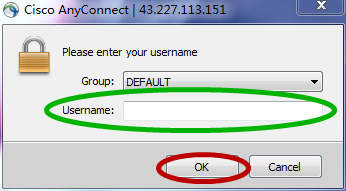 Cisco AnyConnect | 43.227.113.151
Please enter your username
Group: DEFAULT
Username:
OK Cancel